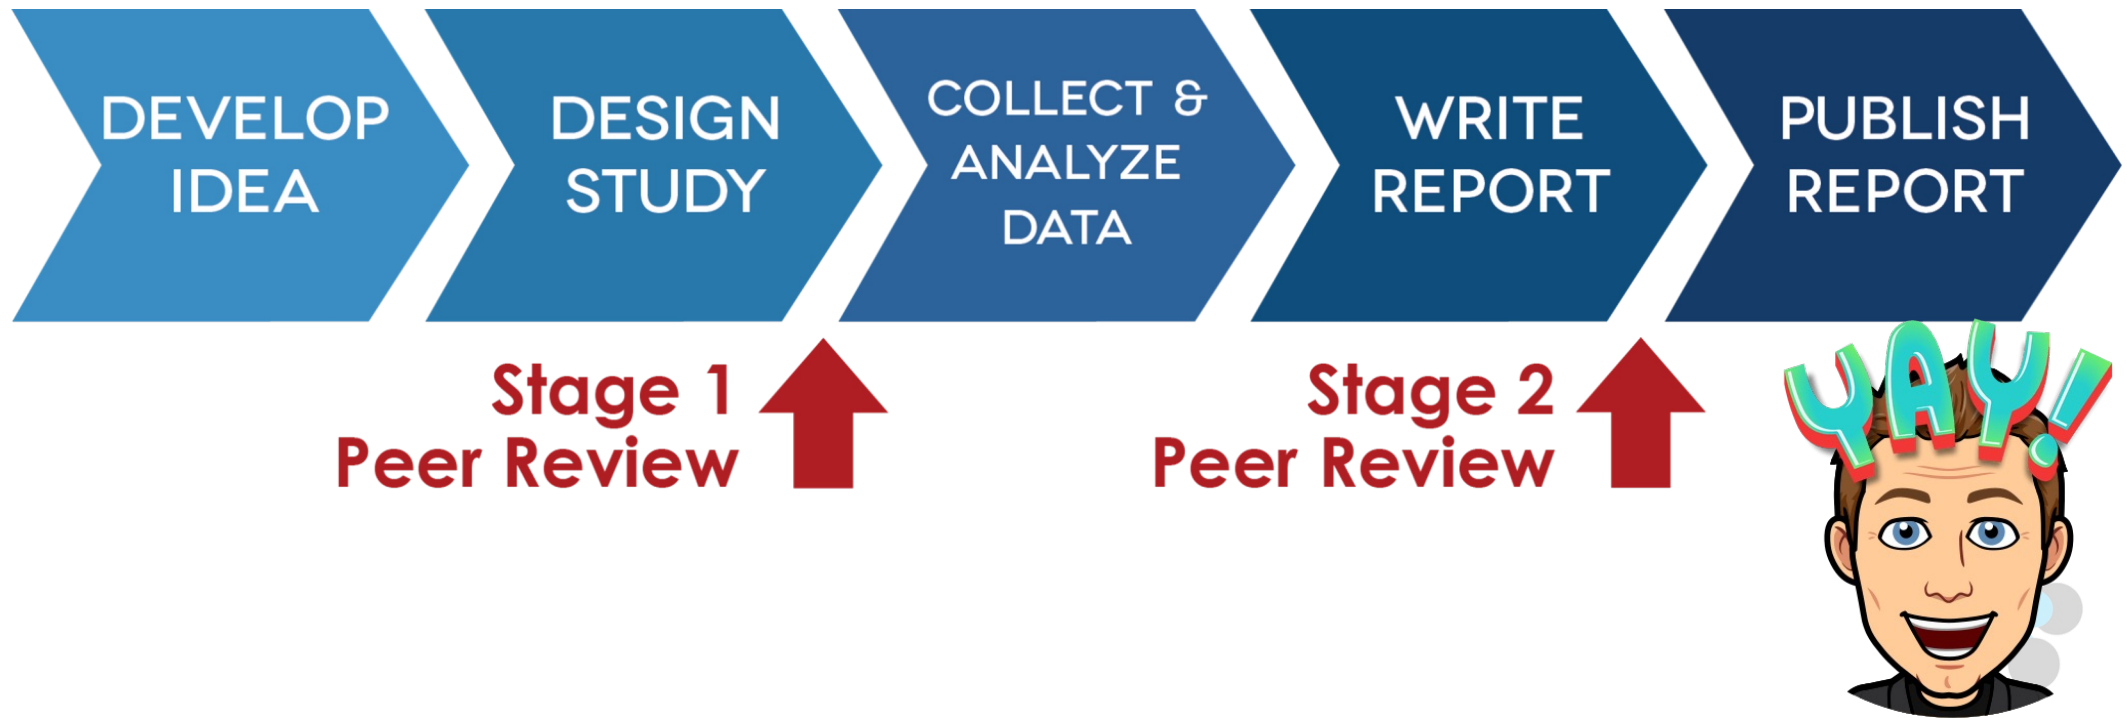 DEVELOP
IDEA
DESIGN
STUDY
COLLECT &
ANALYZE
DATA
WRITE
REPORT
PUBLISH
REPORT
Stage 1
Peer Review
Stage 2
Peer Review
YAY!